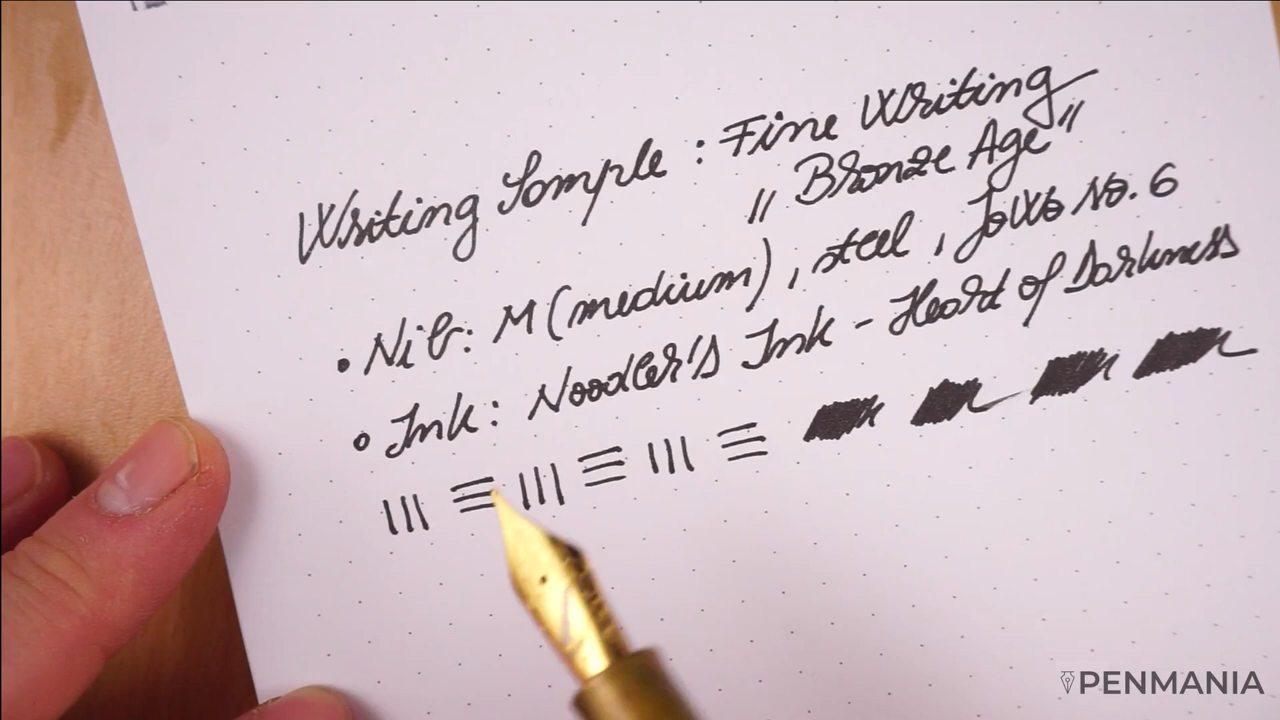 Writing Sample : Fine Writing
" Bronze Age "
• Nib: M (medium), steel, JoWo No. 6
• Ink: Noodler's Ink - Heart of Darkness
PENMANIA